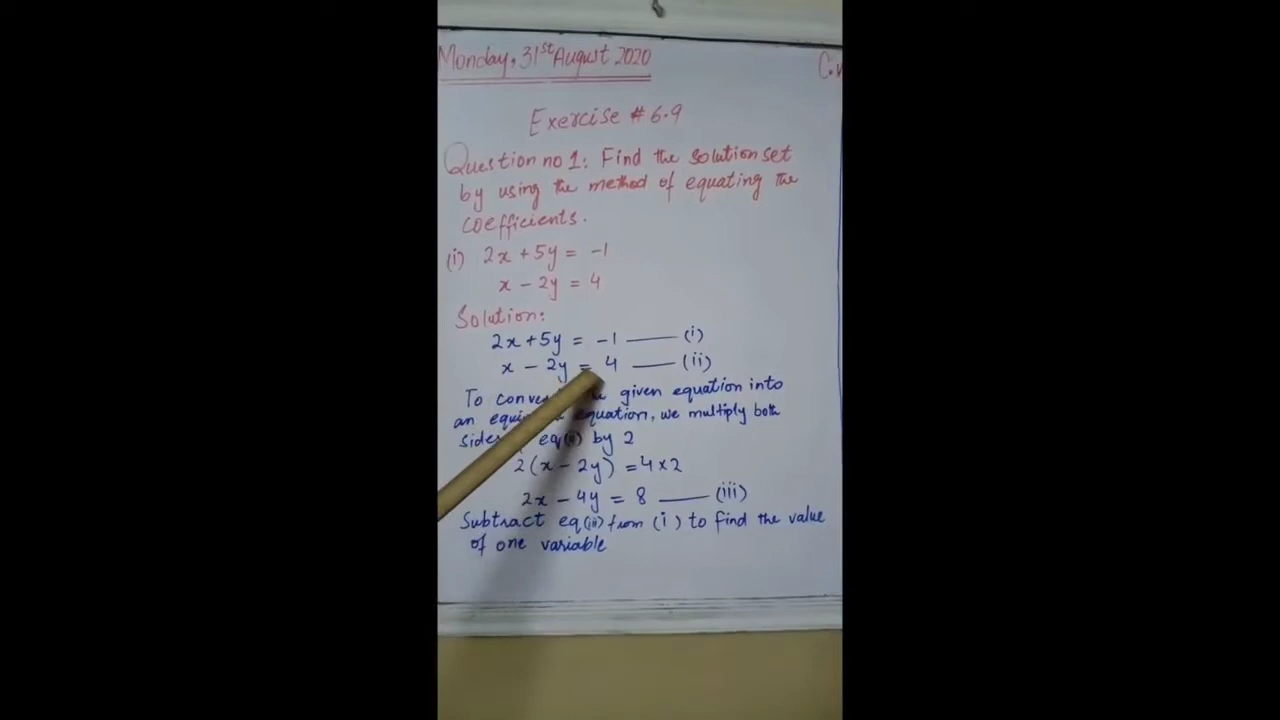 Monday, 31st August 2020
C.W
Exercise # 6.9
Question no 1: Find the solution set
by using the method of equating the
coefficients.
(i) 2x + 5y = -1
x - 2y = 4
Solution:
2x + 5y = -1 —— (i)
x - 2y = 4 —— (ii)
To given equation into
an equation, we multiply both
sides eq(ii) by 2
2(x - 2y) = 4 × 2
2x - 4y = 8 —— (iii)
Subtract eq(iii) from (i) to find the value
of one variable